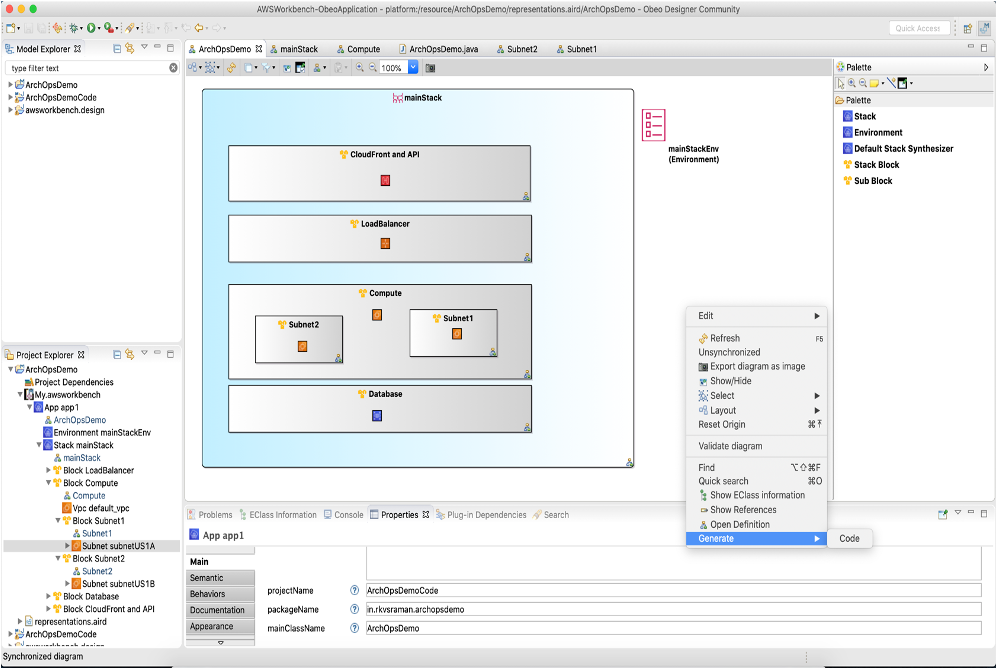 AWSWorkbench-ObeoApplication - platform:/resource/ArchOpsDemo/representations.aird/ArchOpsDemo - Obeo Designer Community
Quick Access
Model Explorer
type filter text
ArchOpsDemo
ArchOpsDemoCode
awsworkbench.design
ArchOpsDemo
mainStack
Compute
ArchOpsDemo.java
Subnet2
Subnet1
100%
mainStack
CloudFront and API
LoadBalancer
Compute
Subnet2
Subnet1
Database
mainStackEnv
(Environment)
Palette
Palette
Stack
Environment
Default Stack Synthesizer
Stack Block
Sub Block
Edit
Refresh F5
Unsynchronized
Export diagram as image
Show/Hide
Select
Layout
Reset Origin ⌘⇡
Validate diagram
Find ⌥⇧⌘F
Quick search ⌘O
Show EClass information
Show References
Open Definition
Generate
Code
Project Explorer
ArchOpsDemo
Project Dependencies
My.awsworkbench
App app1
ArchOpsDemo
Environment mainStackEnv
Stack mainStack
mainStack
Block LoadBalancer
Block Compute
Compute
Vpc default_vpc
Block Subnet1
Subnet1
Subnet subnetUS1A
Block Subnet2
Subnet2
Subnet subnetUS1B
Block Database
Block CloudFront and API
representations.aird
ArchOpsDemoCode
awsworkbench.design
Problems
EClass Information
Console
Properties
Plug-in Dependencies
Search
App app1
Main
Semantic
Behaviors
Documentation
Appearance
projectName ArchOpsDemoCode
packageName in.rkvsraman.archopsdemo
mainClassName ArchOpsDemo
Synchronized diagram